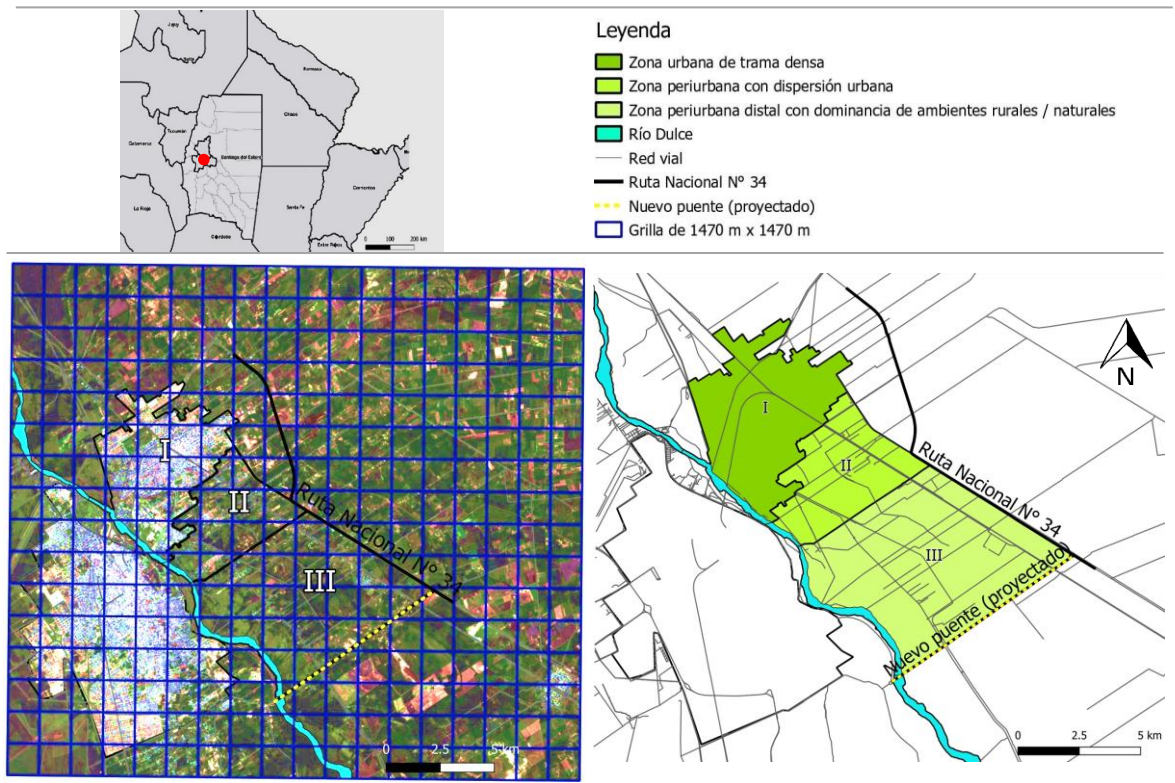 Jujuy
Salta
Formosa
Chaco
Tucumán
Catamarca
Santiago del Estero
Corrientes
La Rioja
Santa Fe
Córdoba
Entre Ríos
0 100 200 km
Leyenda
Zona urbana de trama densa
Zona periurbana con dispersión urbana
Zona periurbana distal con dominancia de ambientes rurales / naturales
Río Dulce
Red vial
Ruta Nacional N° 34
Nuevo puente (proyectado)
Grilla de 1470 m x 1470 m
I
II
III
Ruta Nacional N° 34
0 2.5 5 km
N
I
II
III
Ruta Nacional N° 34
Nuevo puente (proyectado)
0 2.5 5 km